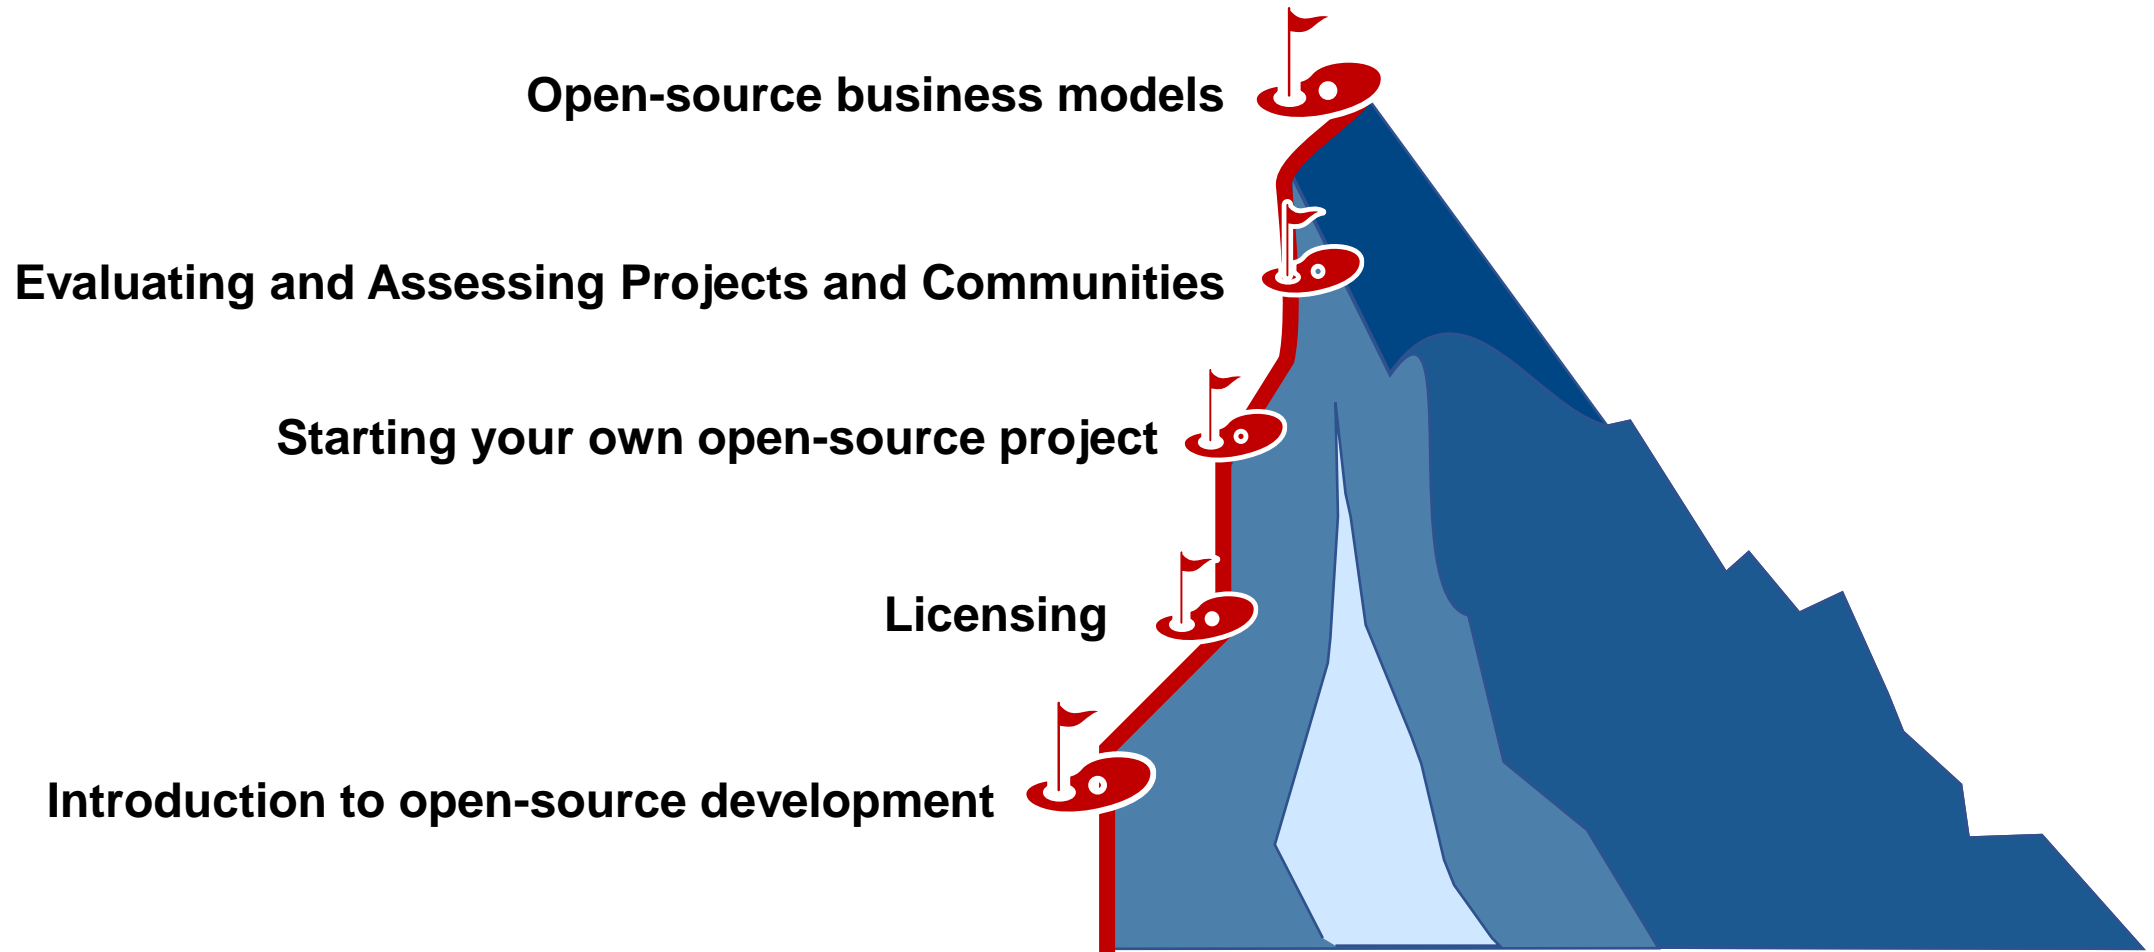 Open-source business models
Evaluating and Assessing Projects and Communities
Starting your own open-source project
Licensing
Introduction to open-source development